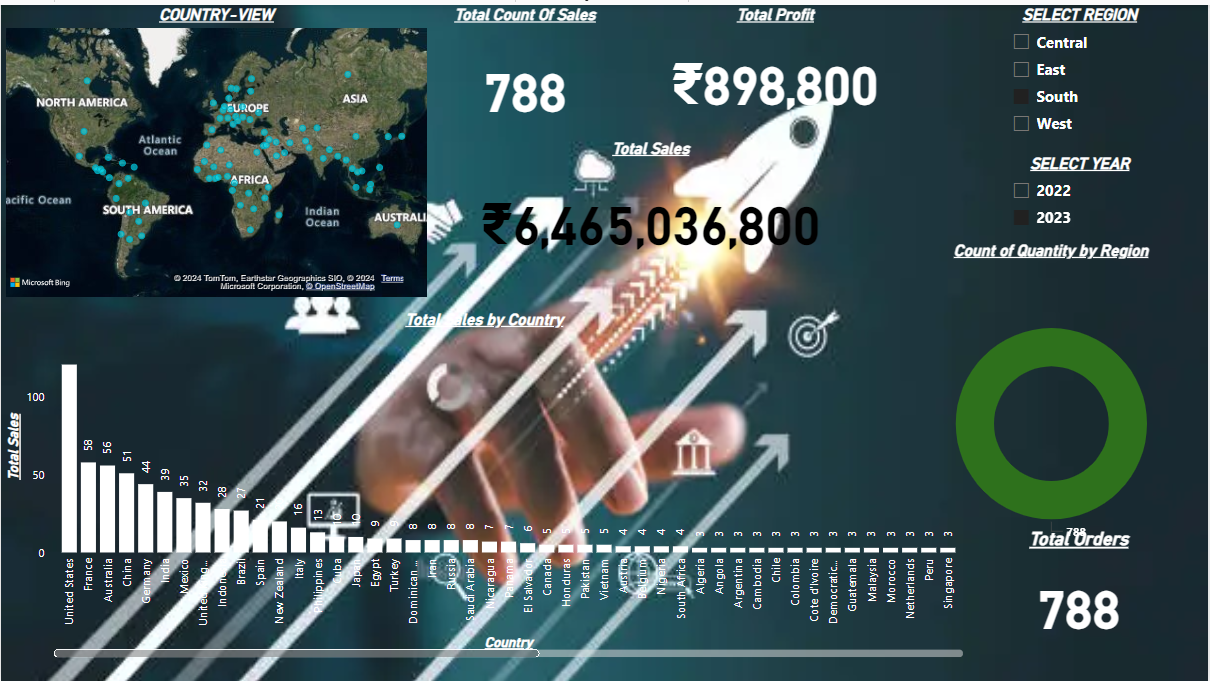 COUNTRY-VIEW
Total Count Of Sales
Total Profit
SELECT REGION
NORTH AMERICA
EUROPE
ASIA
Atlantic
Ocean
AFRICA
acific Ocean
SOUTH AMERICA
Indian
Ocean
AUSTRALI
Microsoft Bing
© 2024 TomTom, Earthstar Geographics SIO, © 2024 Terms
Microsoft Corporation, © OpenStreetMap
788
₹898,800
Central
East
South
West
Total Sales
₹6,465,036,800
SELECT YEAR
2022
2023
Count of Quantity by Region
788
Total Sales by Country
Total Sales
100
50
0
58
56
51
44
39
35
32
28
27
21
16
13
10
10
9
9
8
8
8
8
7
7
6
5
5
5
5
4
4
4
4
3
3
3
3
3
3
3
3
3
3
3
3
3
3
United States
France
Australia
China
Germany
India
Mexico
United King...
Indonesia
Brazil
Spain
New Zealand
Italy
Philippines
Cuba
Japan
Egypt
Turkey
Dominican ...
Iran
Russia
Saudi Arabia
Nicaragua
Panama
El Salvador
Canada
Honduras
Pakistan
Vietnam
Austria
Belgium
Nigeria
South Africa
Algeria
Angola
Argentina
Cambodia
Chile
Colombia
Cote d'Ivoire
Democratic...
Guatemala
Malaysia
Morocco
Netherlands
Peru
Singapore
Country
Total Orders
788